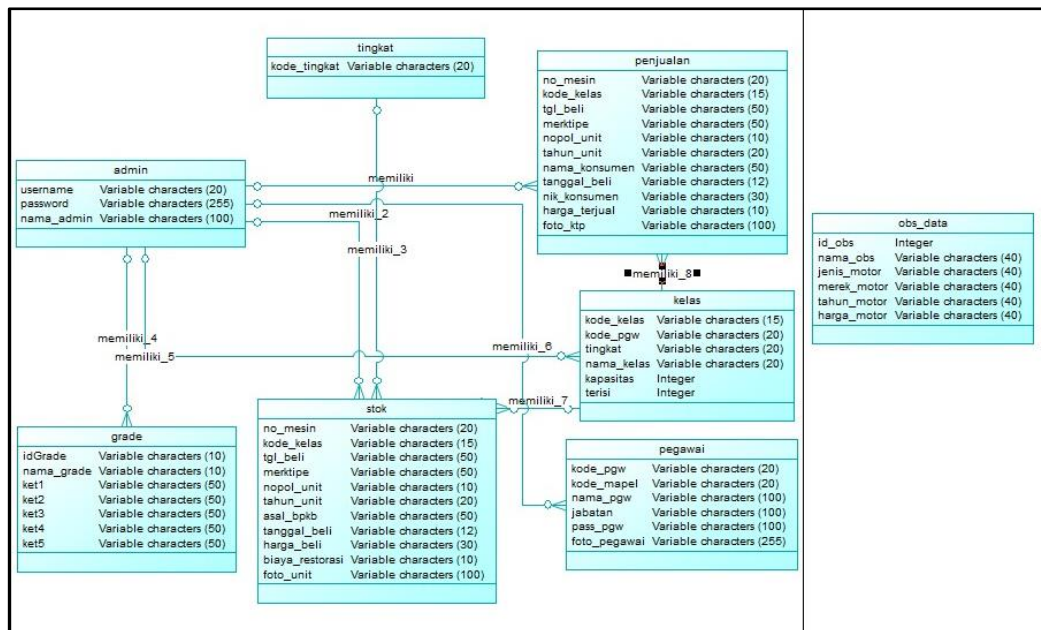 tingkat
kode_tingkat Variable characters (20)
penjualan
no_mesin Variable characters (20)
kode_kelas Variable characters (15)
tgl_beli Variable characters (50)
merktipe Variable characters (50)
nopol_unit Variable characters (10)
tahun_unit Variable characters (20)
nama_konsumen Variable characters (50)
tanggal_beli Variable characters (12)
nik_konsumen Variable characters (30)
harga_terjual Variable characters (10)
foto_ktp Variable characters (100)
admin
username Variable characters (20)
password Variable characters (255)
nama_admin Variable characters (100)
memiliki
memiliki_2
memiliki_3
memiliki_8
obs_data
id_obs Integer
nama_obs Variable characters (40)
jenis_motor Variable characters (40)
merek_motor Variable characters (40)
tahun_motor Variable characters (40)
harga_motor Variable characters (40)
kelas
kode_kelas Variable characters (15)
kode_pgw Variable characters (20)
tingkat Variable characters (20)
nama_kelas Variable characters (20)
kapasitas Integer
terisi Integer
memiliki_4
memiliki_5
memiliki_6
memiliki_7
grade
idGrade Variable characters (10)
nama_grade Variable characters (10)
ket1 Variable characters (50)
ket2 Variable characters (50)
ket3 Variable characters (50)
ket4 Variable characters (50)
ket5 Variable characters (50)
stok
no_mesin Variable characters (20)
kode_kelas Variable characters (15)
tgl_beli Variable characters (50)
merktipe Variable characters (50)
nopol_unit Variable characters (10)
tahun_unit Variable characters (20)
asal_bpkb Variable characters (50)
tanggal_beli Variable characters (12)
harga_beli Variable characters (30)
biaya_restorasi Variable characters (10)
foto_unit Variable characters (100)
pegawai
kode_pgw Variable characters (20)
kode_mapel Variable characters (20)
nama_pgw Variable characters (100)
jabatan Variable characters (100)
pass_pgw Variable characters (100)
foto_pegawai Variable characters (255)